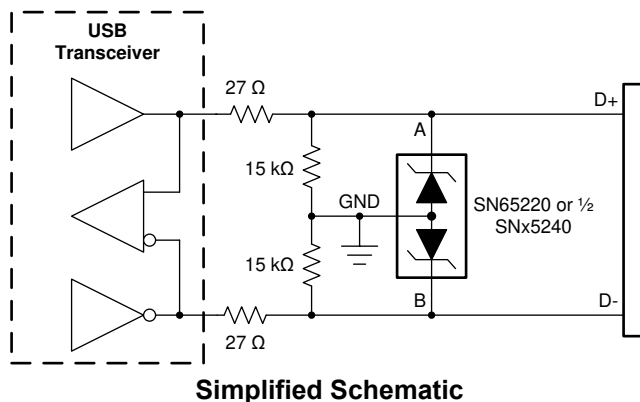 USB
Transceiver
27 Ω
D+
A
15 kΩ
GND
SN65220 or ½
SNx5240
15 kΩ
B
D-
27 Ω
Simplified Schematic